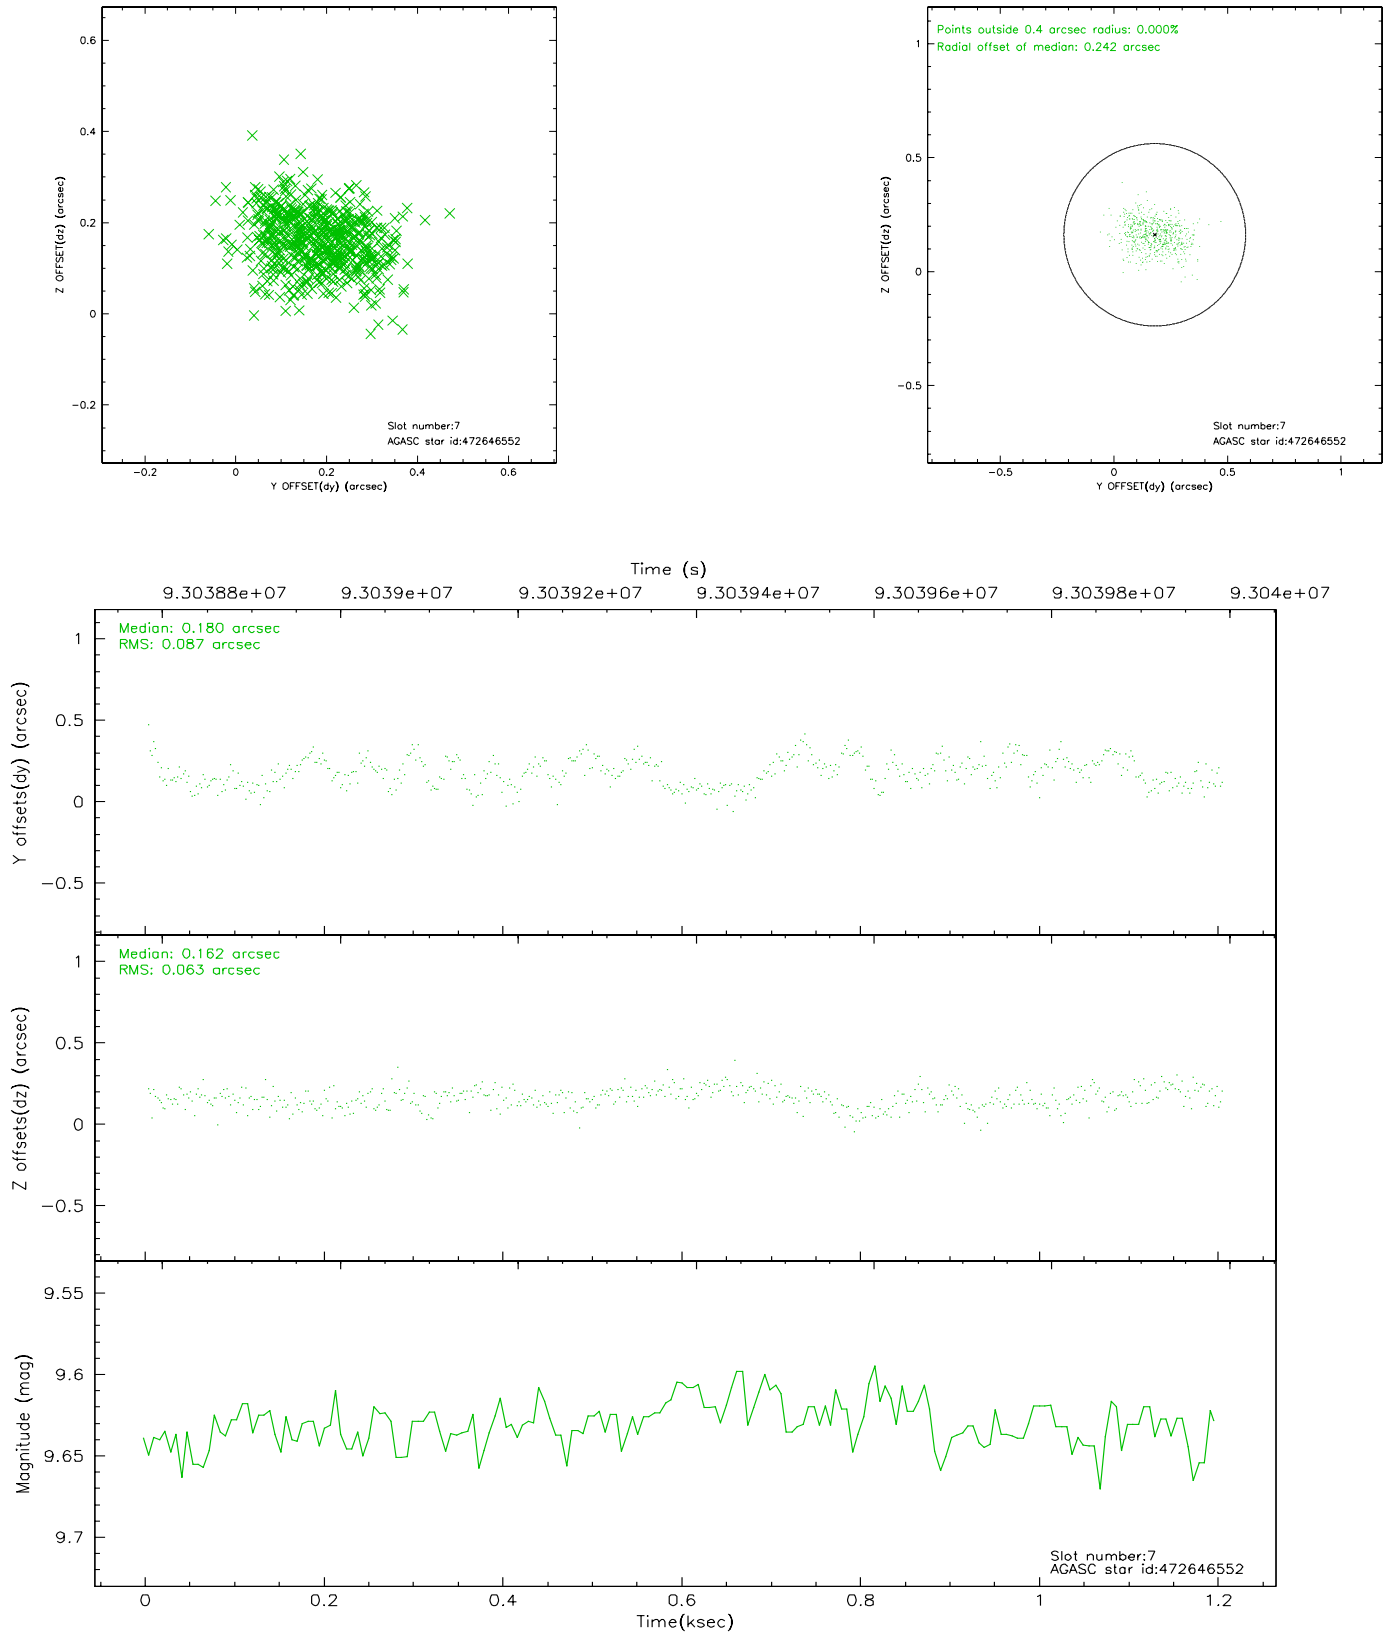 0.6
0.4
0.2
0
−0.2
Z OFFSET(dz) (arcsec)
Slot number:7
AGASC star id:472646552
−0.2 0 0.2 0.4 0.6
Y OFFSET(dy) (arcsec)
Points outside 0.4 arcsec radius: 0.000%
Radial offset of median: 0.242 arcsec
1
0.5
0
−0.5
Z OFFSET(dz) (arcsec)
Slot number:7
AGASC star id:472646552
−0.5 0 0.5 1
Y OFFSET(dy) (arcsec)
Time (s)
9.30388e+07 9.3039e+07 9.30392e+07 9.30394e+07 9.30396e+07 9.30398e+07 9.304e+07
Median: 0.180 arcsec
RMS: 0.087 arcsec
1
0.5
0
−0.5
Y offsets(dy) (arcsec)
Median: 0.162 arcsec
RMS: 0.063 arcsec
1
0.5
0
−0.5
Z offsets(dz) (arcsec)
9.55
9.6
9.65
9.7
Magnitude (mag)
Slot number:7
AGASC star id:472646552
0 0.2 0.4 0.6 0.8 1 1.2
Time(ksec)